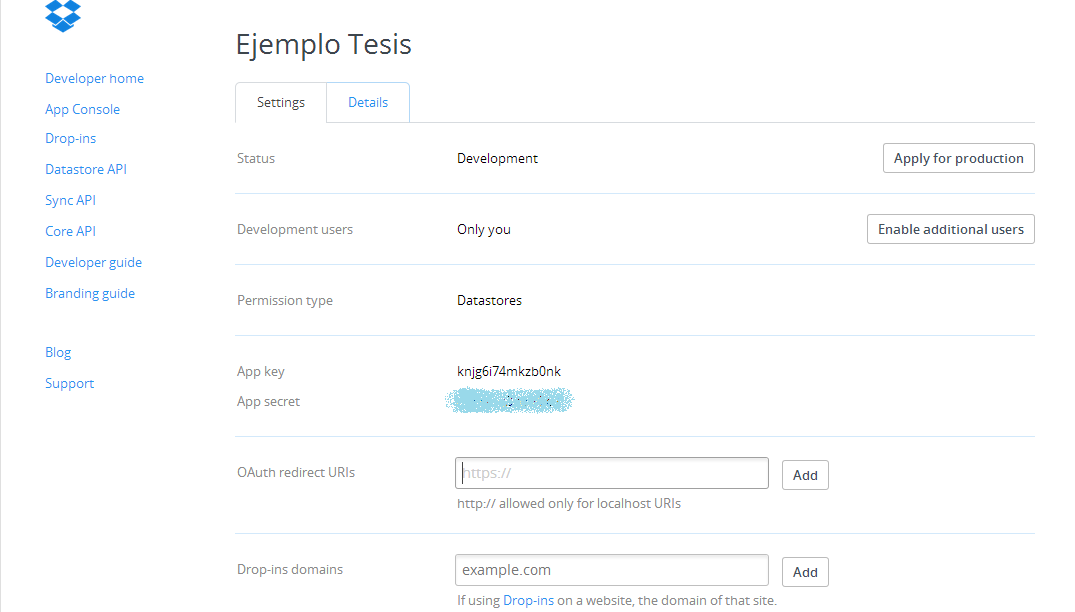 Ejemplo Tesis
Developer home
App Console
Drop-ins
Datastore API
Sync API
Core API
Developer guide
Branding guide
Blog
Support
Settings Details
Status Development Apply for production
Development users Only you Enable additional users
Permission type Datastores
App key knjg6i74mkzb0nk
App secret
OAuth redirect URIs https:// Add
http:// allowed only for localhost URIs
Drop-ins domains example.com Add
If using Drop-ins on a website, the domain of that site.